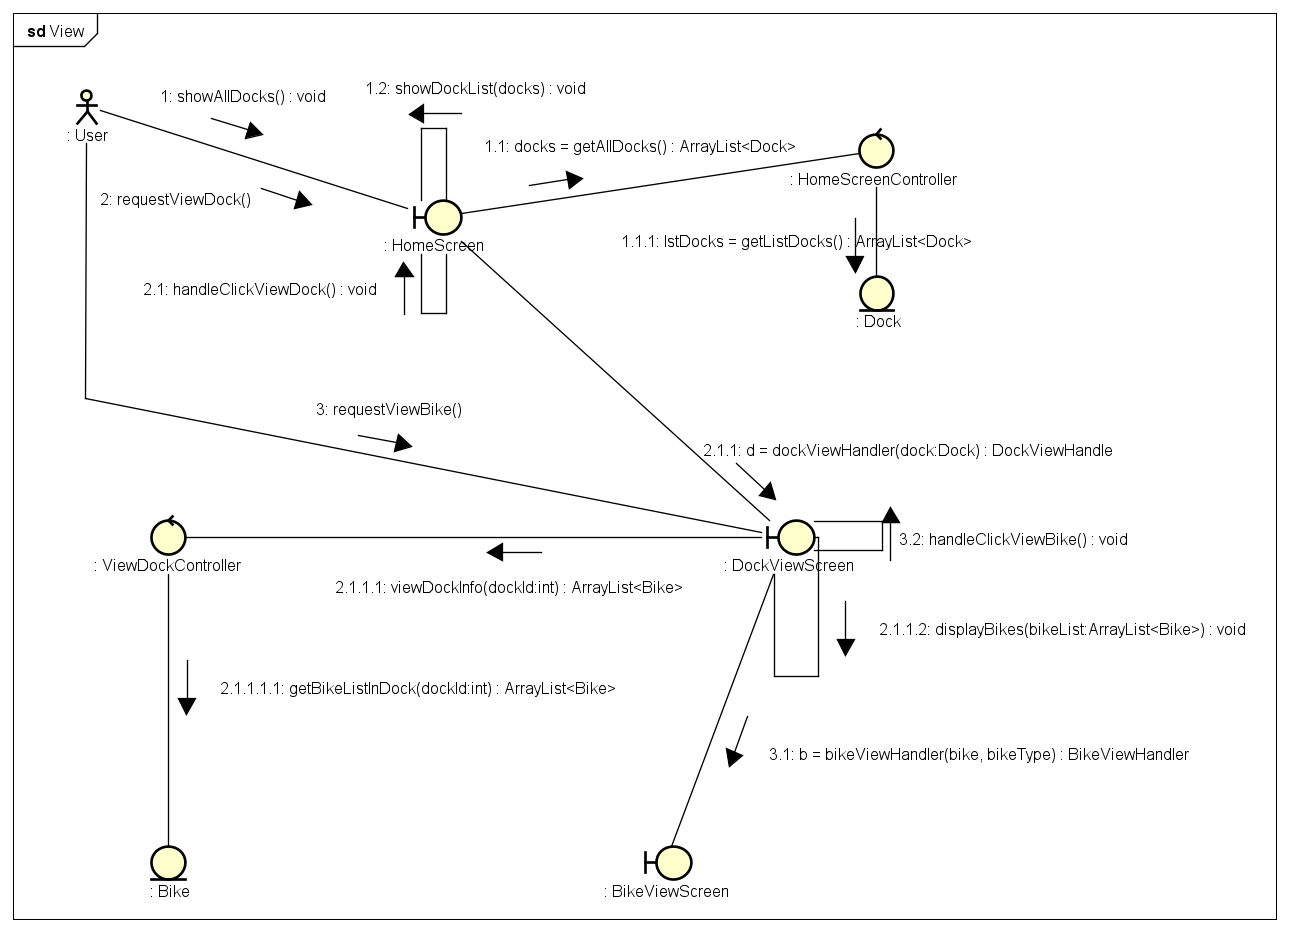 sd View
1.2: showDockList(docks) : void
1: showAllDocks() : void
: User
1.1: docks = getAllDocks() : ArrayList<Dock>
: HomeScreenController
2: requestViewDock()
: HomeScreen
1.1.1: lstDocks = getListDocks() : ArrayList<Dock>
2.1: handleClickViewDock() : void
: Dock
3: requestViewBike()
2.1.1: d = dockViewHandler(dock:Dock) : DockViewHandle
3.2: handleClickViewBike() : void
: ViewDockController
: DockViewScreen
2.1.1.1: viewDockInfo(dockId:int) : ArrayList<Bike>
2.1.1.2: displayBikes(bikeList:ArrayList<Bike>) : void
2.1.1.1.1: getBikeListInDock(dockId:int) : ArrayList<Bike>
3.1: b = bikeViewHandler(bike, bikeType) : BikeViewHandler
: Bike
: BikeViewScreen